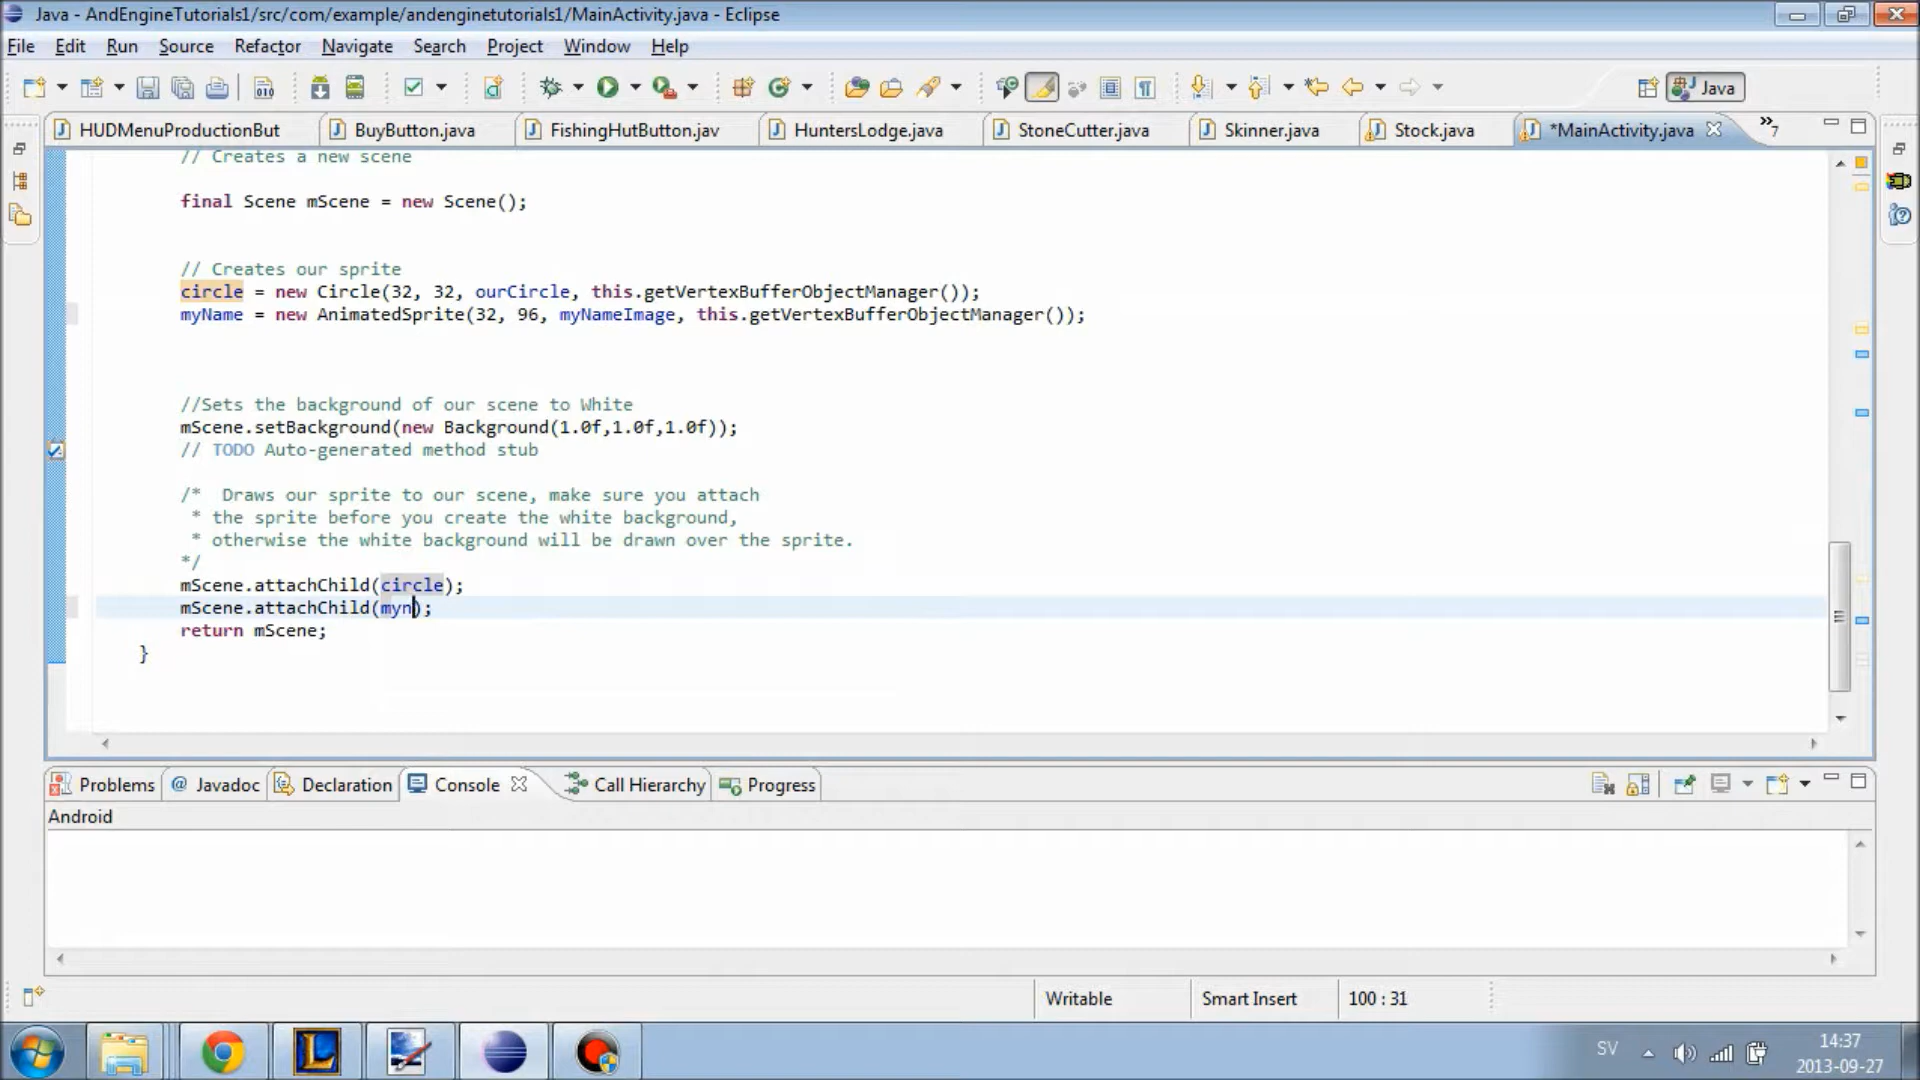 Java - AndEngineTutorials1/src/com/example/andenginetutorials1/MainActivity.java - Eclipse
File Edit Run Source Refactor Navigate Search Project Window Help
Java
HUDMenuProductionBut BuyButton.java FishingHutButton.jav HuntersLodge.java StoneCutter.java Skinner.java Stock.java *MainActivity.java »7
// Creates a new scene
final Scene mScene = new Scene();
// Creates our sprite
circle = new Circle(32, 32, ourCircle, this.getVertexBufferObjectManager());
myName = new AnimatedSprite(32, 96, myNameImage, this.getVertexBufferObjectManager());
//Sets the background of our scene to White
mScene.setBackground(new Background(1.0f,1.0f,1.0f));
// TODO Auto-generated method stub
/* Draws our sprite to our scene, make sure you attach
* the sprite before you create the white background,
* otherwise the white background will be drawn over the sprite.
*/
mScene.attachChild(circle);
mScene.attachChild(myn);
return mScene;
}
Problems @ Javadoc Declaration Console Call Hierarchy Progress
Android
Writable Smart Insert 100 : 31
SV 14:37
2013-09-27